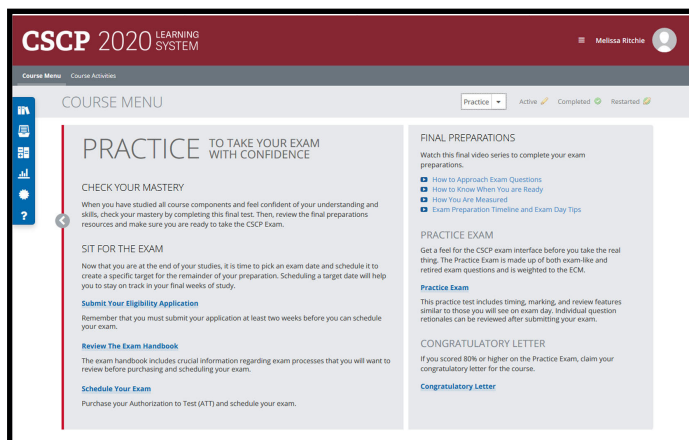 CSCP 2020 LEARNING SYSTEM
Melissa Ritchie
Course Menu Course Activities
COURSE MENU
Practice Active Completed Restarted
PRACTICE TO TAKE YOUR EXAM
WITH CONFIDENCE
CHECK YOUR MASTERY
When you have studied all course components and feel confident of your understanding and
skills, check your mastery by completing this final test. Then, review the final preparations
resources and make sure you are ready to take the CSCP Exam.
SIT FOR THE EXAM
Now that you are at the end of your studies, it is time to pick an exam date and schedule it to
create a specific target for the remainder of your preparation. Scheduling a target date will help
you to stay on track in your final weeks of study.
Submit Your Eligibility Application
Remember that you must submit your application at least two weeks before you can schedule
your exam.
Review The Exam Handbook
The exam handbook includes crucial information regarding exam processes that you will want to
review before purchasing and scheduling your exam.
Schedule Your Exam
Purchase your Authorization to Test (ATT) and schedule your exam.
FINAL PREPARATIONS
Watch this final video series to complete your exam
preparations.
How to Approach Exam Questions
How to Know When You are Ready
How You Are Measured
Exam Preparation Timeline and Exam Day Tips
PRACTICE EXAM
Get a feel for the CSCP exam interface before you take the real
thing. The Practice Exam is made up of both exam-like and
retired exam questions and is weighted to the ECM.
Practice Exam
This practice test includes timing, marking, and review features
similar to those you will see on exam day. Individual question
rationales can be reviewed after submitting your exam.
CONGRATULATORY LETTER
If you scored 80% or higher on the Practice Exam, claim your
congratulatory letter for the course.
Congratulatory Letter